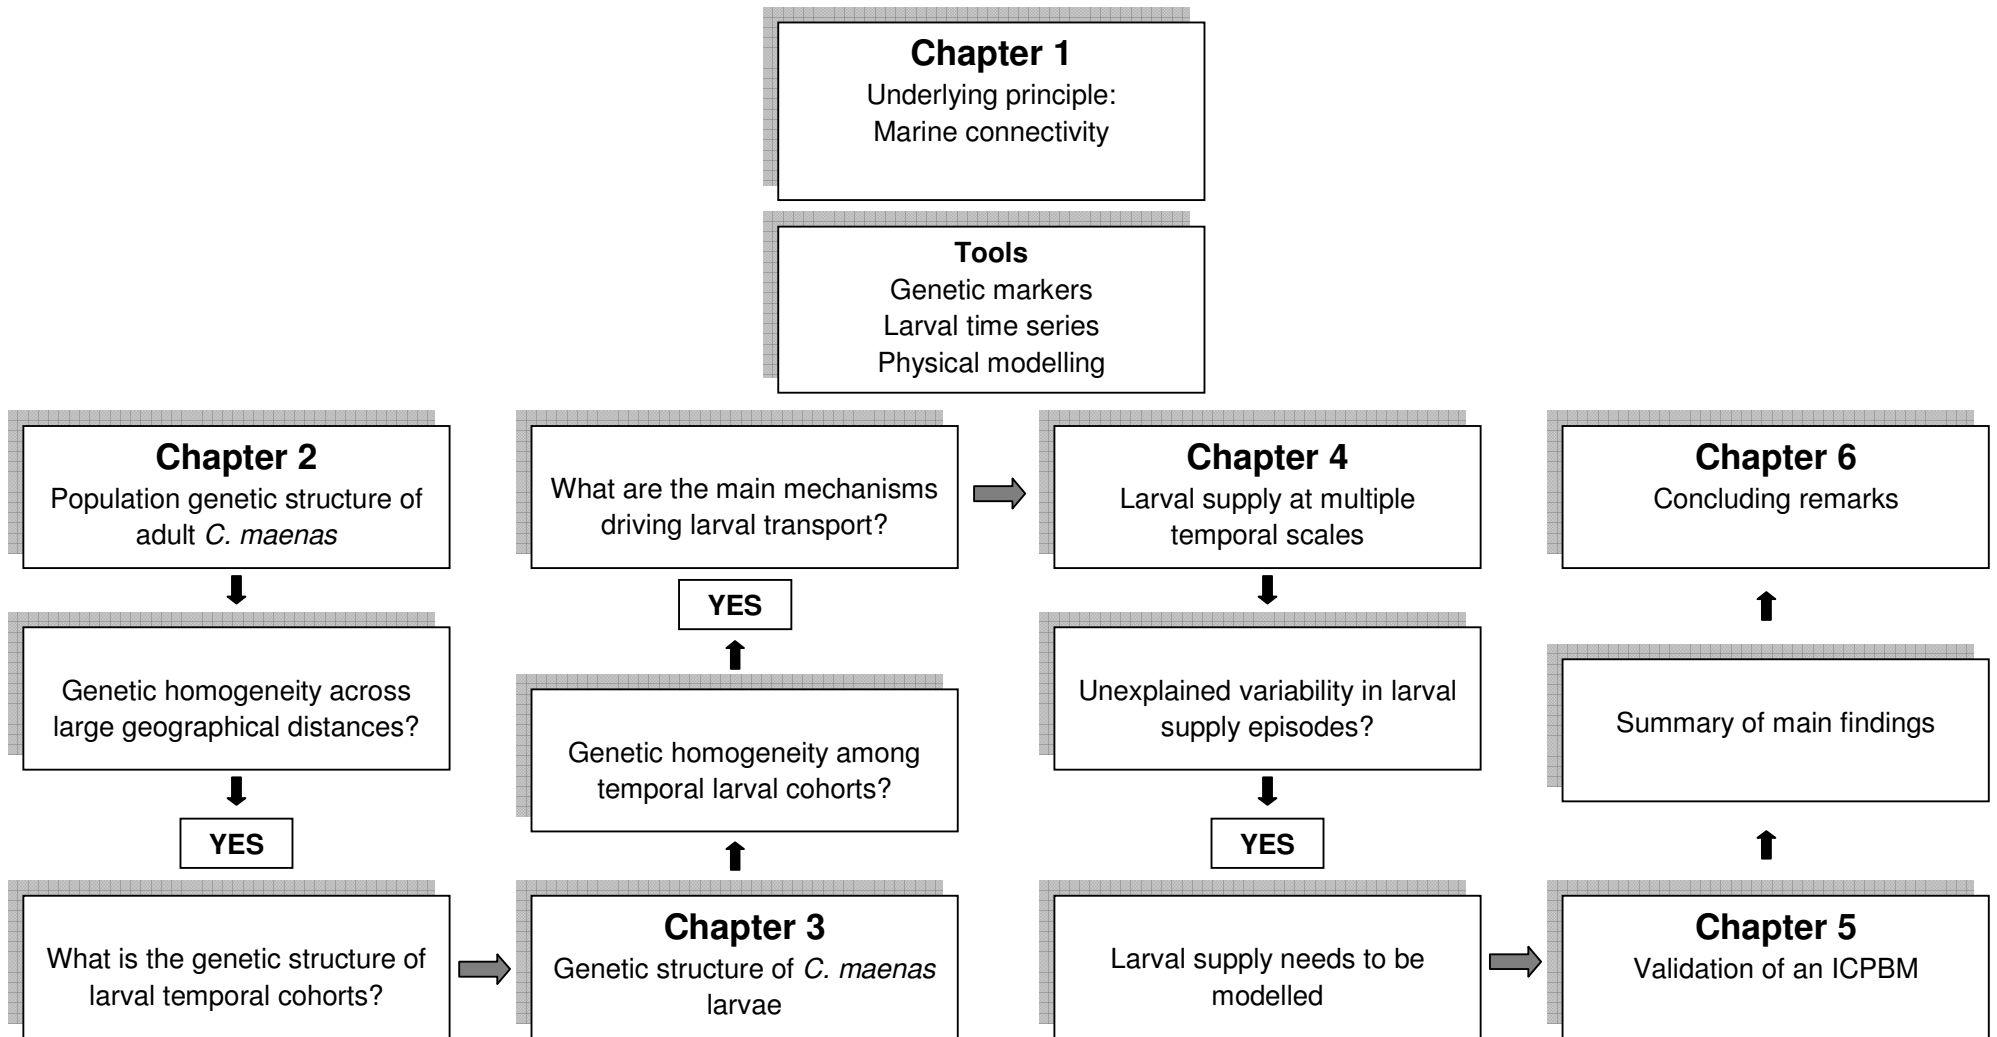 Chapter 1
Underlying principle:
Marine connectivity
Tools
Genetic markers
Larval time series
Physical modelling
Chapter 2
Population genetic structure of
adult C. maenas
Genetic homogeneity across
large geographical distances?
YES
What is the genetic structure of
larval temporal cohorts?
Chapter 3
Genetic structure of C. maenas
larvae
Genetic homogeneity among
temporal larval cohorts?
YES
What are the main mechanisms
driving larval transport?
Chapter 4
Larval supply at multiple
temporal scales
Unexplained variability in larval
supply episodes?
YES
Larval supply needs to be
modelled
Chapter 5
Validation of an ICPBM
Summary of main findings
Chapter 6
Concluding remarks